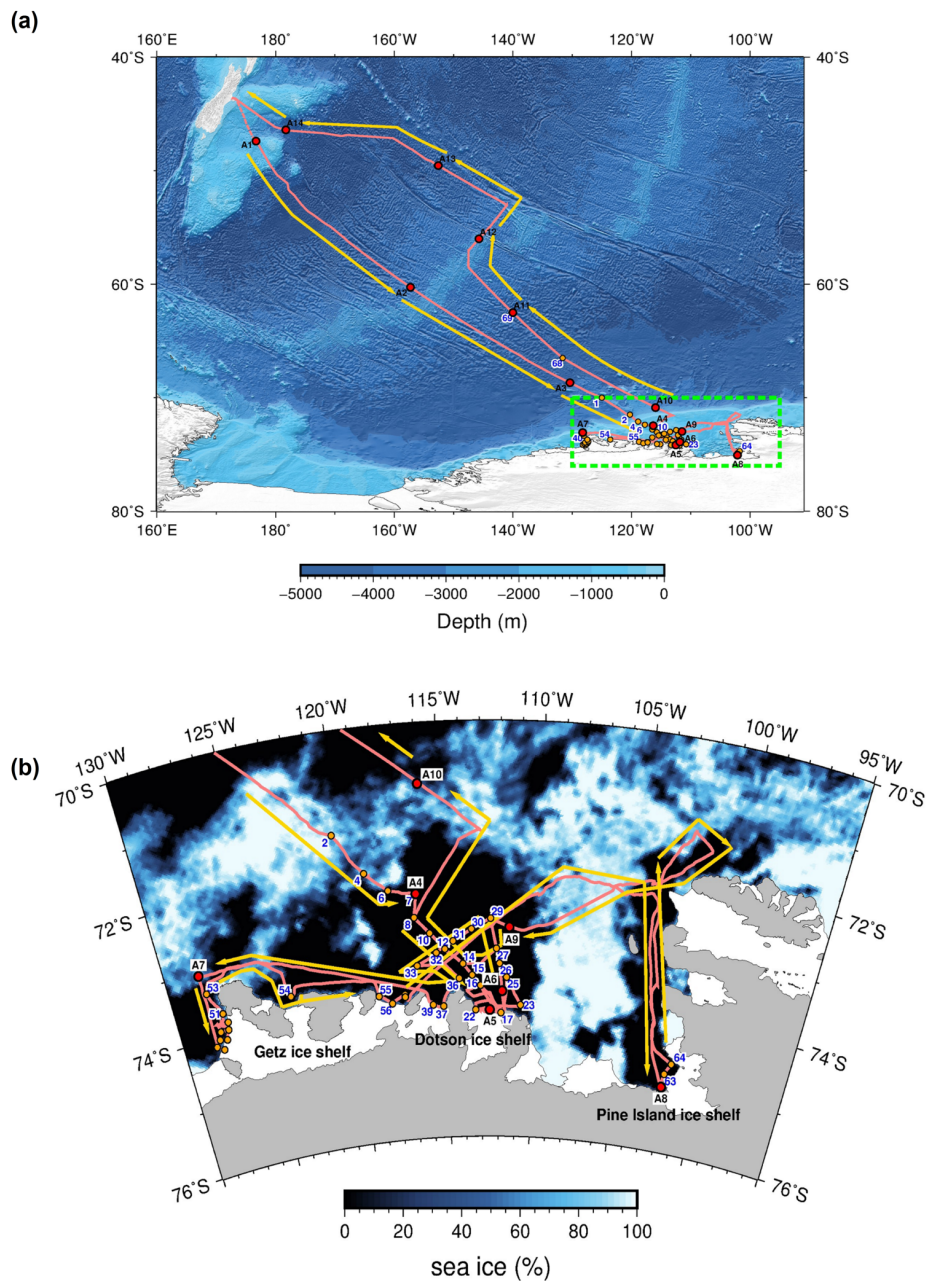 (a)
160˚E 180˚ 160˚W 140˚W 120˚W 100˚W
40˚S 40˚S
A14
A1
A13
A12
60˚S 60˚S
A2
A11
69
68
A3
1
A10
2
A7 A4 A9
4 6 10
40 54 55 A6 23 64
A5 A8
80˚S 80˚S
160˚E 180˚ 160˚W 140˚W 120˚W 100˚W
−5000 −4000 −3000 −2000 −1000 0
Depth (m)
(b)
130˚W 125˚W 120˚W 115˚W 110˚W 105˚W 100˚W 95˚W
70˚S 70˚S
A10
2
4
6 A4
7
8
72˚S 72˚S
10 12 31 30 29
A9
32 27
33 14 15 26
A7 36 16 A6 25
53 54 55 56 39 37 22 A5 17 23
51
74˚S 74˚S
Getz ice shelf
Dotson ice shelf
64
63
A8
Pine Island ice shelf
76˚S 76˚S
0 20 40 60 80 100
sea ice (%)